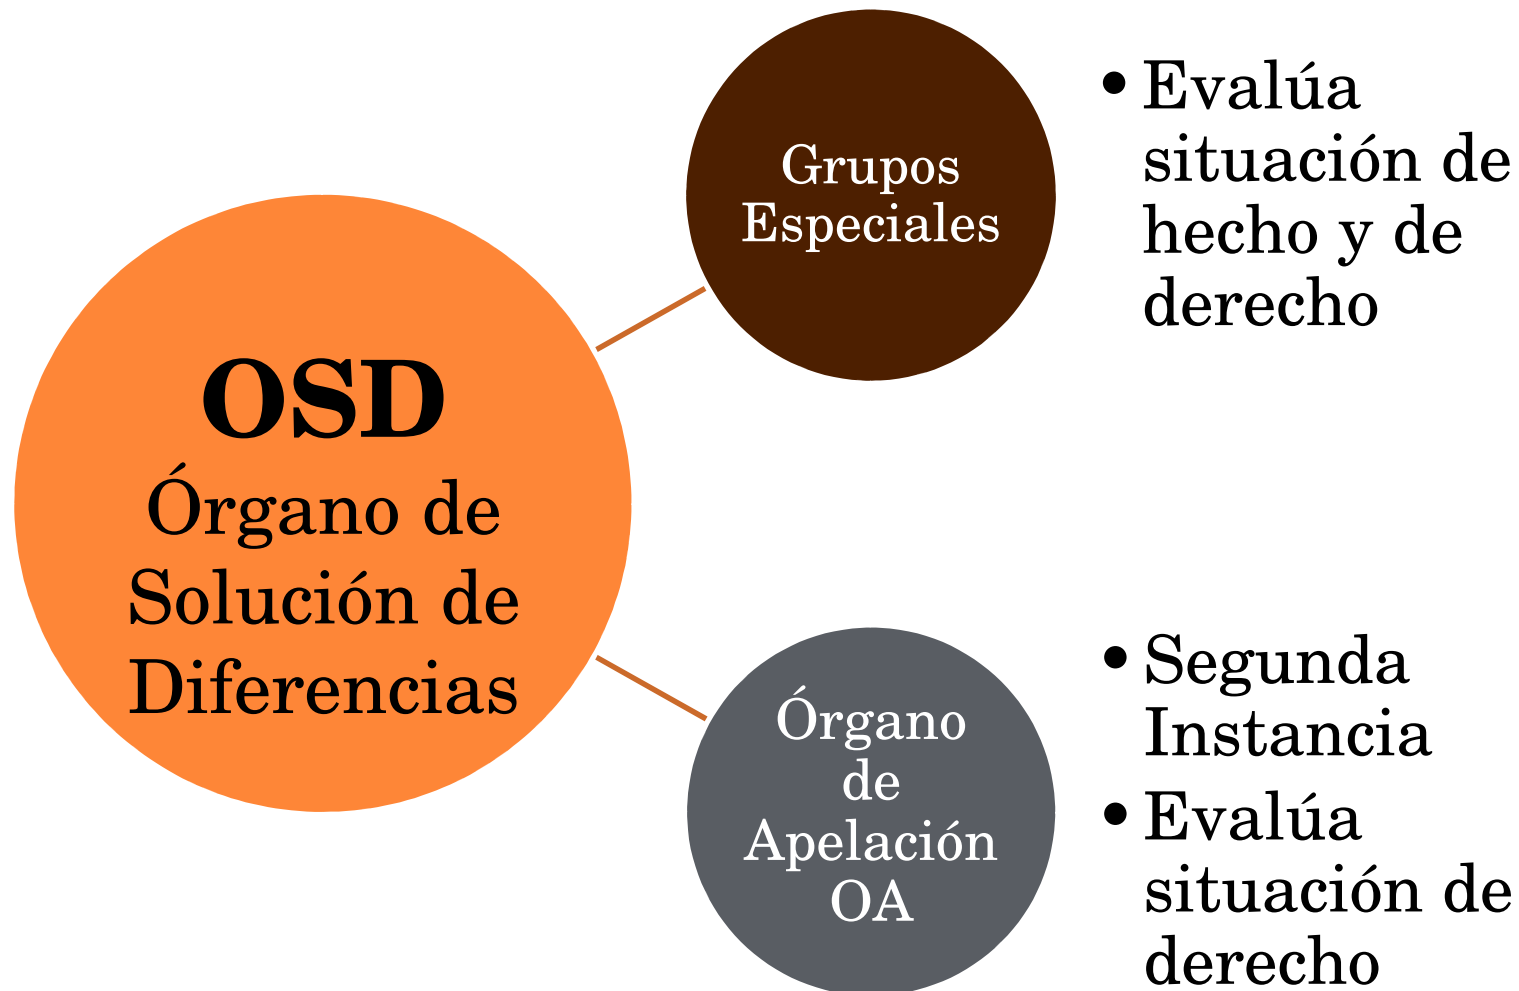 OSD
Órgano de
Solución de
Diferencias
Grupos
Especiales
• Evalúa
situación de
hecho y de
derecho
Órgano
de
Apelación
OA
• Segunda
Instancia
• Evalúa
situación de
derecho